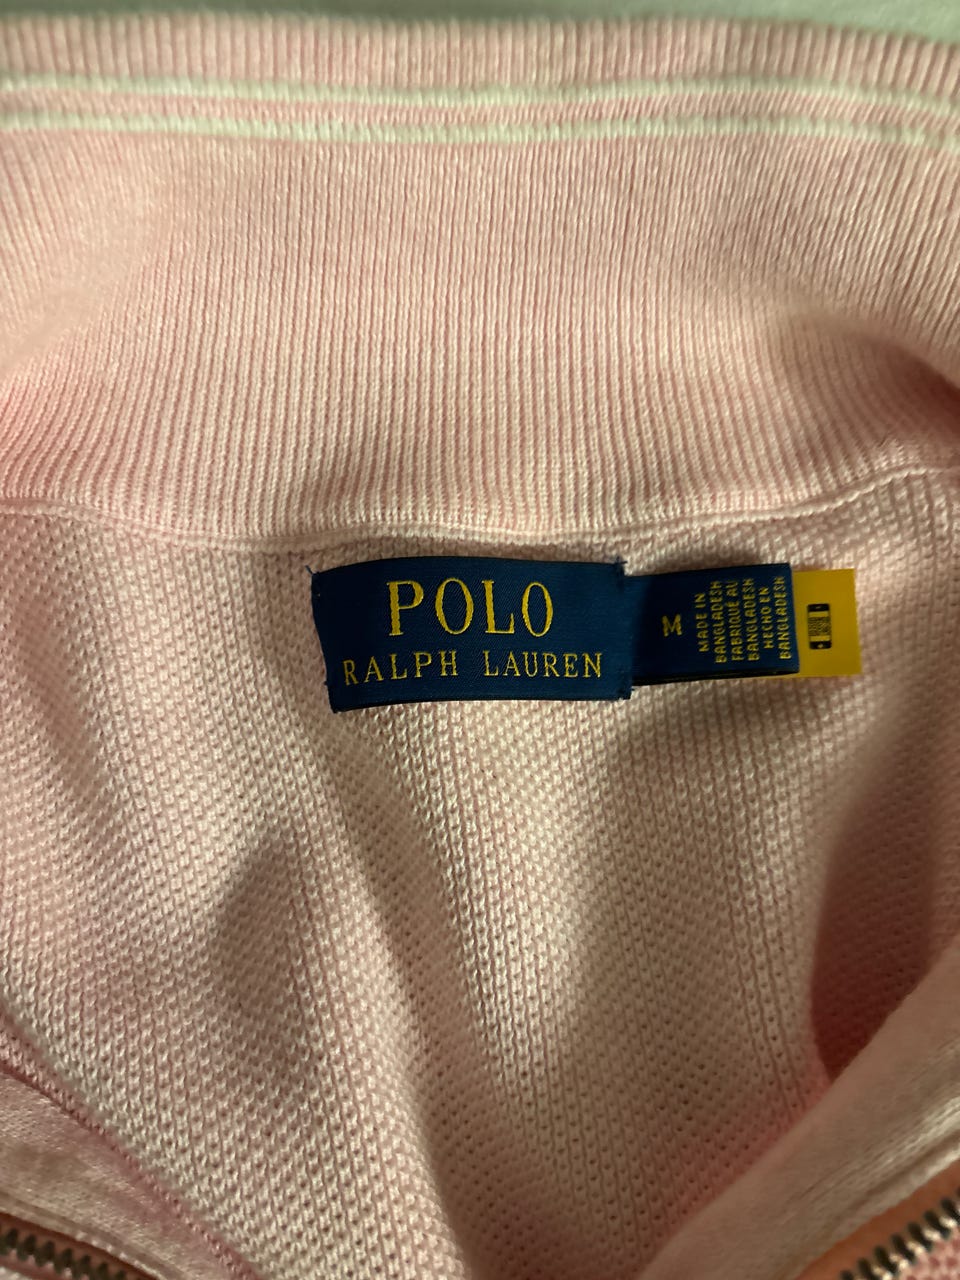 POLO
RALPH LAUREN
M
MADE IN
BANGLADESH
FABRIQUÉ AU
BANGLADESH
HECHO EN
BANGLADESH